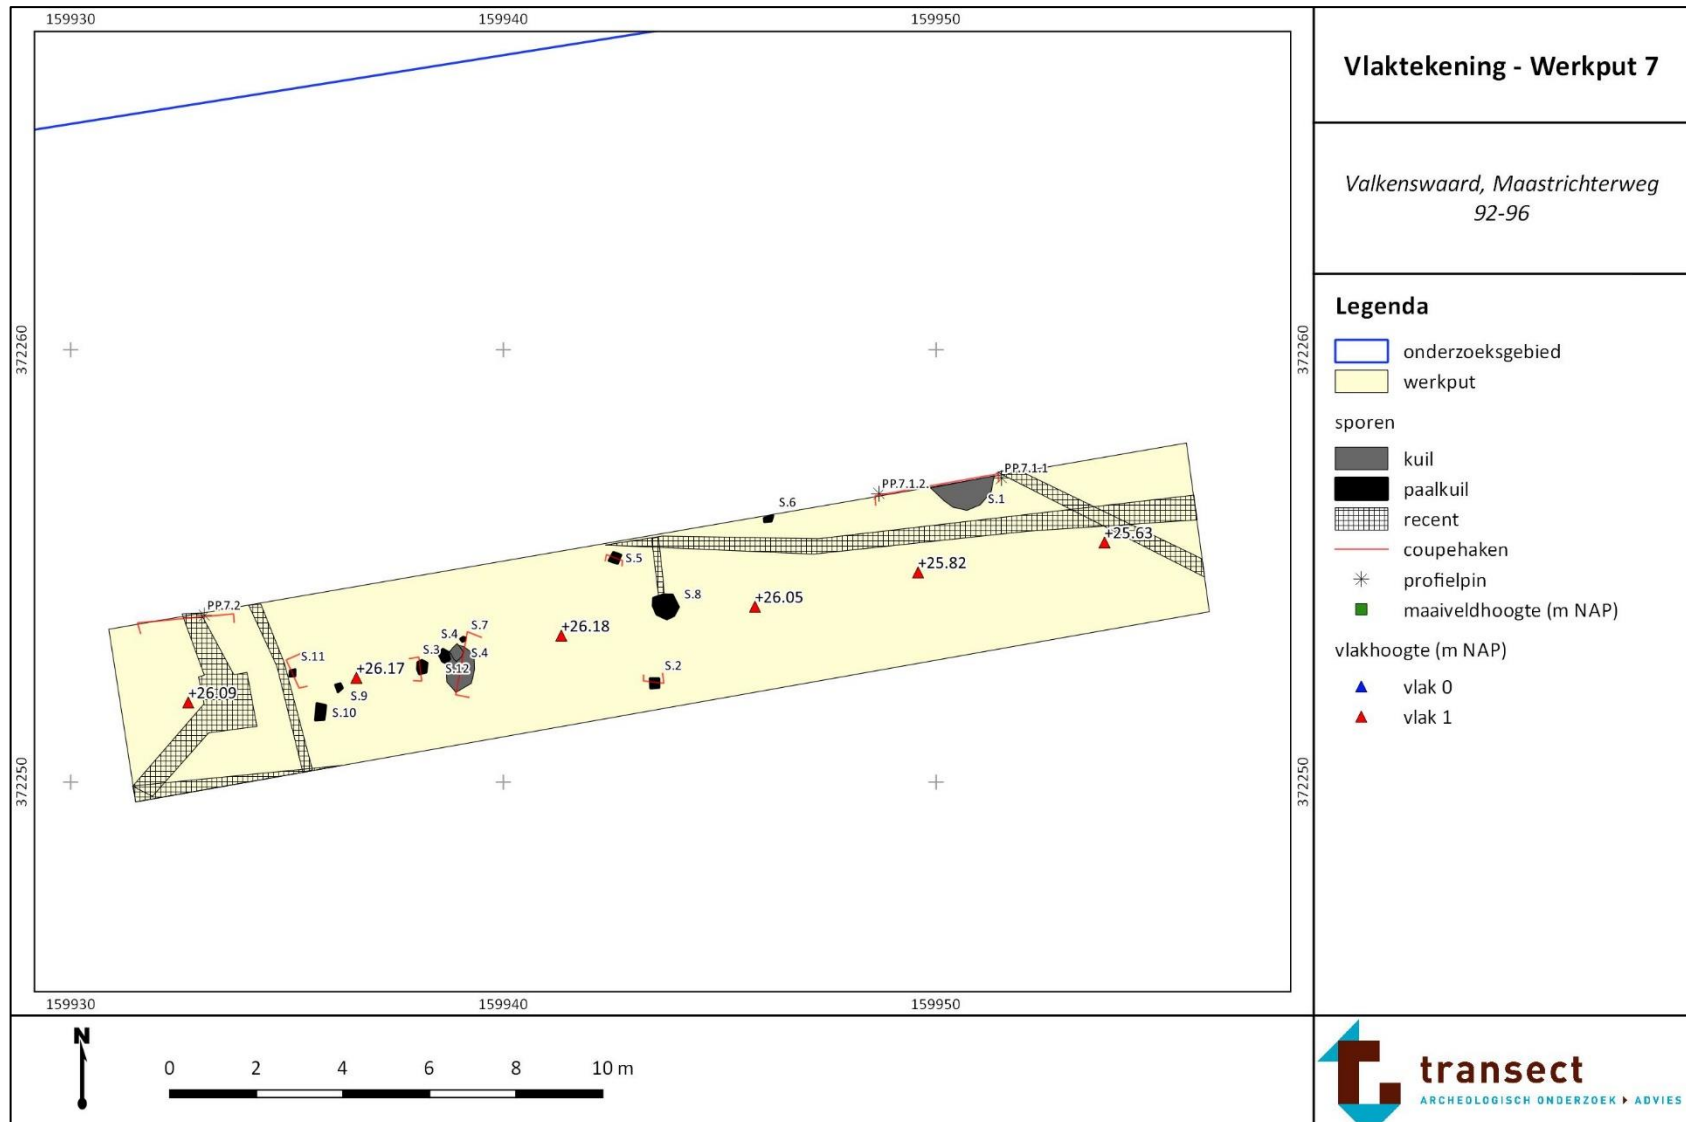 159930
159940
159950
372260
372260
372250
372250
PP.7.1.1
PP.7.1.2
S.1
S.6
+25.63
S.5
+25.82
S.8
+26.05
PP.7.2
S.7
+26.18
S.4
S.3
S.4
S.11
S.12
S.2
+26.17
+26.09
S.9
S.10
159930
159940
159950
N
0 2 4 6 8 10 m
Vlaktekening - Werkput 7
Valkenswaard, Maastrichterweg
92-96
Legenda
onderzoeksgebied
werkput
sporen
kuil
paalkuil
recent
coupehaken
profielpin
maaiveldhoogte (m NAP)
vlakhoogte (m NAP)
vlak 0
vlak 1
transect
ARCHEOLOGISCH ONDERZOEK ▸ ADVIES